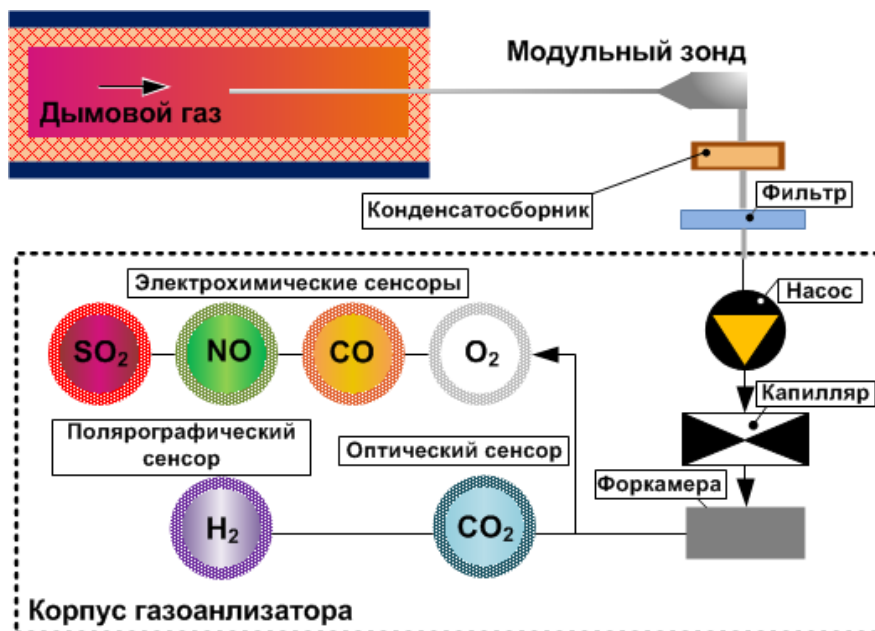 Модульный зонд
Дымовой газ
Конденсатосборник
Фильтр
Электрохимические сенсоры
Насос
SO₂
NO
CO
O₂
Капилляр
Полярографический
сенсор
Оптический сенсор
Форкамера
H₂
CO₂
Корпус газоанлизатора